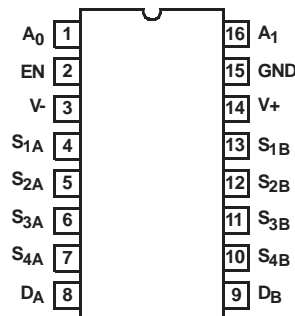 A0 1 16 A1
EN 2 15 GND
V- 3 14 V+
S1A 4 13 S1B
S2A 5 12 S2B
S3A 6 11 S3B
S4A 7 10 S4B
DA 8 9 DB